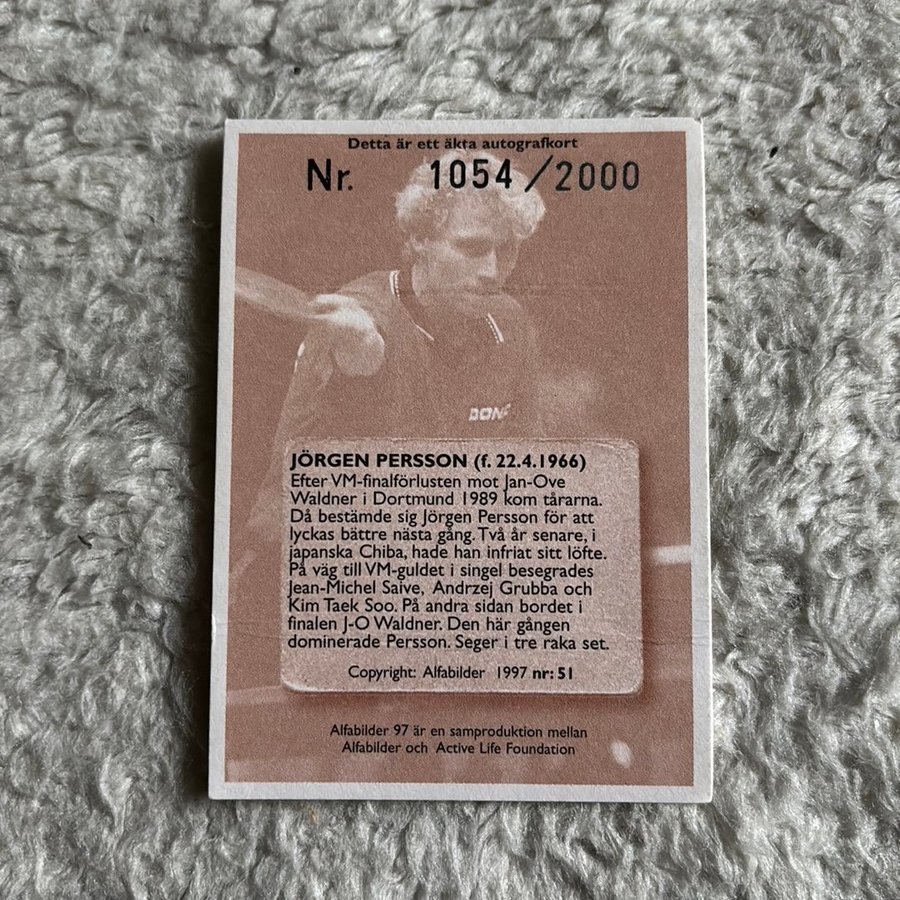 Detta är ett äkta autografkort
Nr. 1054/2000
DONIC
JÖRGEN PERSSON (f. 22.4.1966)
Efter VM-finalförlusten mot Jan-Ove
Waldner i Dortmund 1989 kom tårarna.
Då bestämde sig Jörgen Persson för att
lyckas bättre nästa gång. Två år senare, i
japanska Chiba, hade han infriat sitt löfte.
På väg till VM-guldet i singel besegrades
Jean-Michel Saive, Andrzej Grubba och
Kim Taek Soo. På andra sidan bordet i
finalen J-O Waldner. Den här gången
dominerade Persson. Seger i tre raka set.
Copyright: Alfabilder 1997 nr: 51
Alfabilder 97 är en samproduktion mellan
Alfabilder och Active Life Foundation